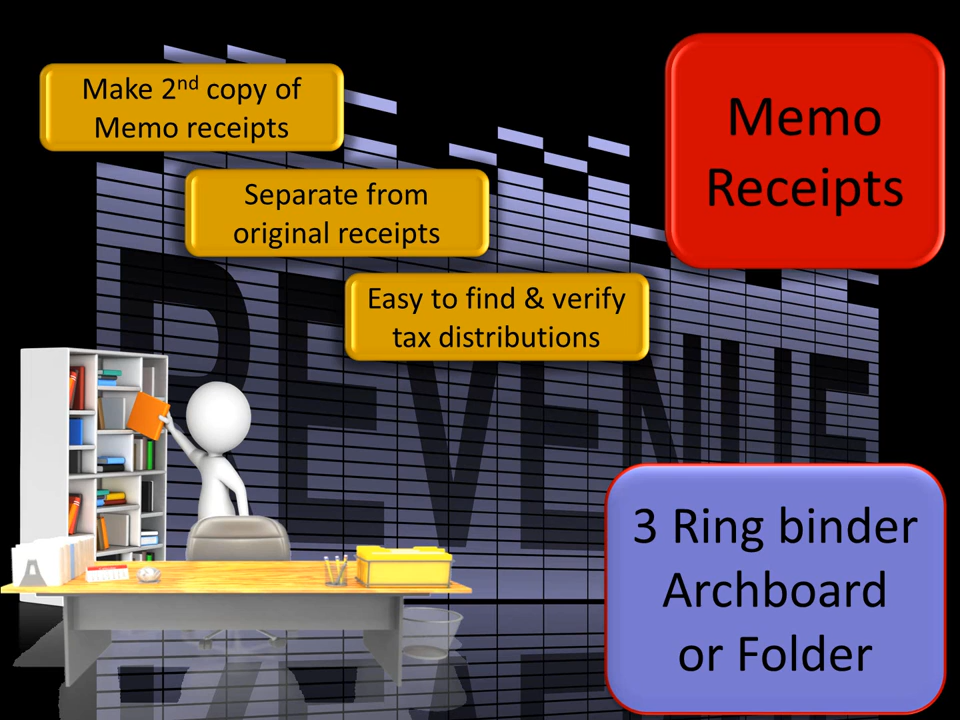 Make 2nd copy of
Memo receipts
Memo
Receipts
Separate from
original receipts
Easy to find & verify
tax distributions
REVENUE
3 Ring binder
Archboard
or Folder